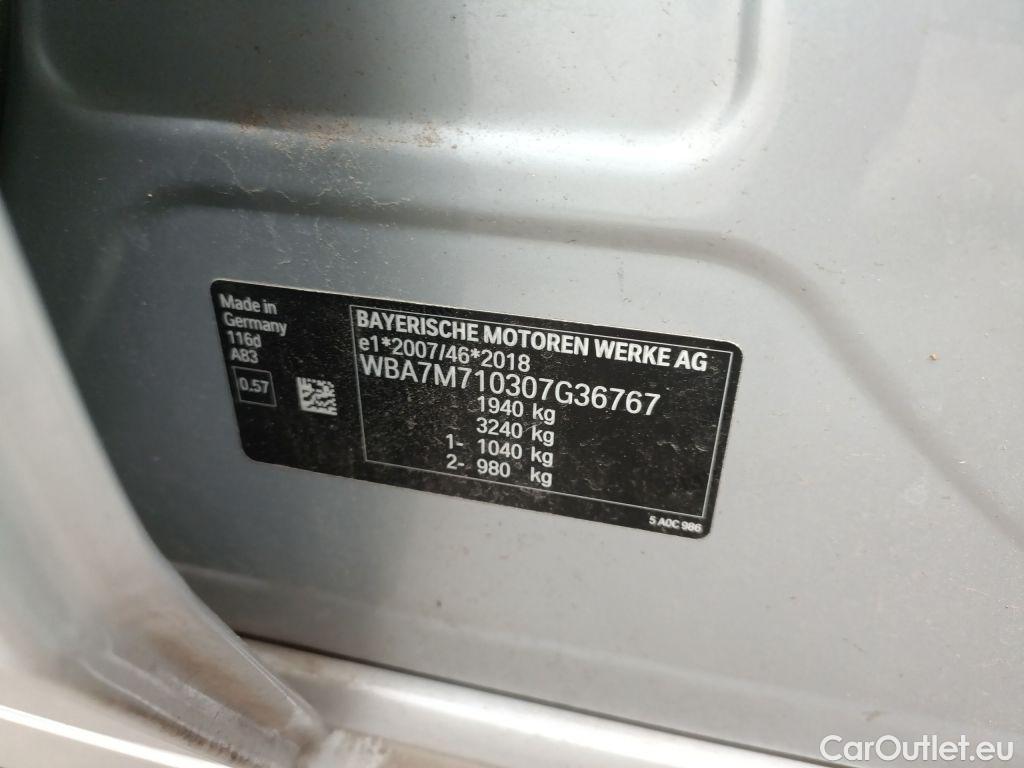 Made in
Germany
116d
A83
0.57
BAYERISCHE MOTOREN WERKE AG
e1*2007/46*2018
WBA7M710307G36767
1940 kg
3240 kg
1- 1040 kg
2- 980 kg
5 A0C 986
CarOutlet.eu